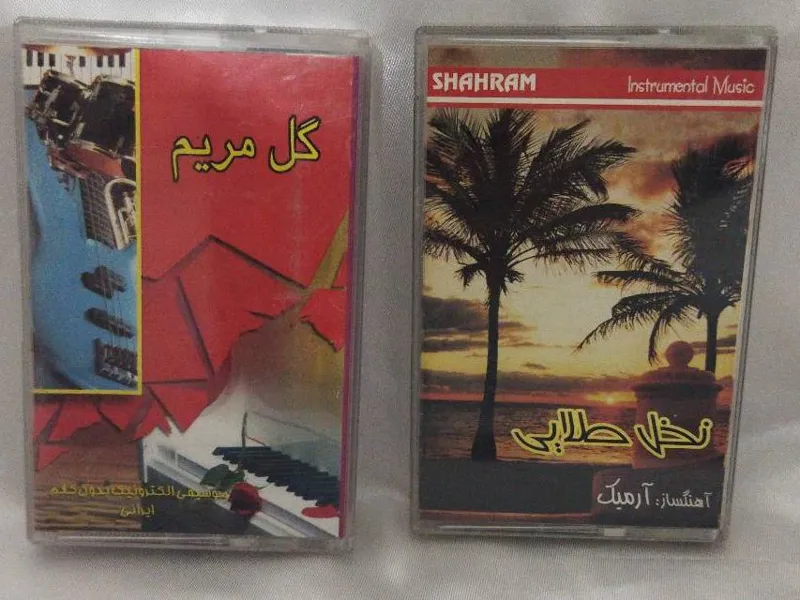 گل مریم
موسیقی الکترونیک بدون کلام
ایرانی
SHAHRAM
Instrumental Music
نخل طلایی
آهنگساز: آرمیک